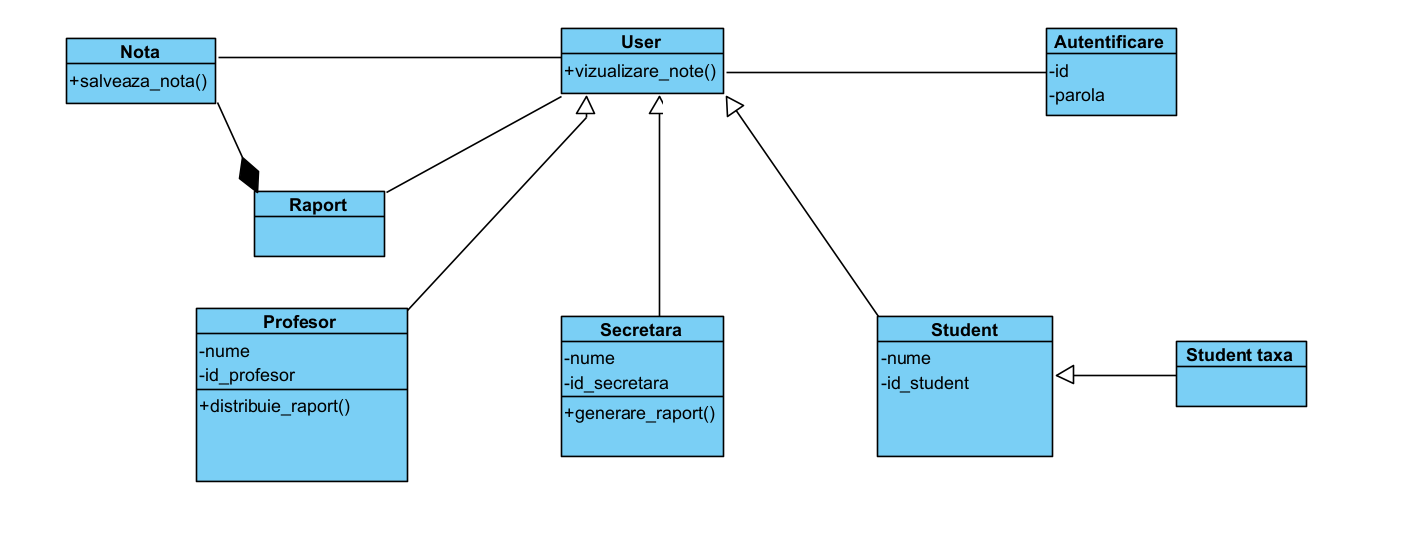 Nota
+salveaza_nota()
User
+vizualizare_note()
Autentificare
-id
-parola
Raport
Profesor
-nume
-id_profesor
+distribuie_raport()
Secretara
-nume
-id_secretara
+generare_raport()
Student
-nume
-id_student
Student taxa